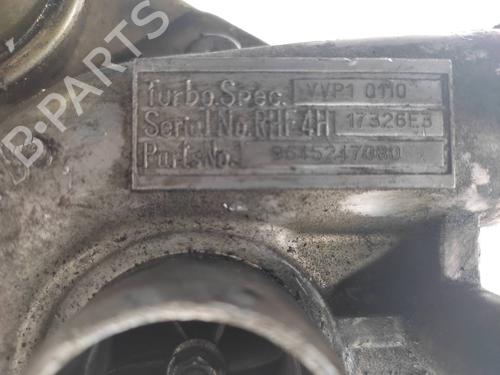 B-PARTS
Turbo.Spec. VVP1 0110
Serial No. RHF4H 17326E3
Parts No. 9645247080